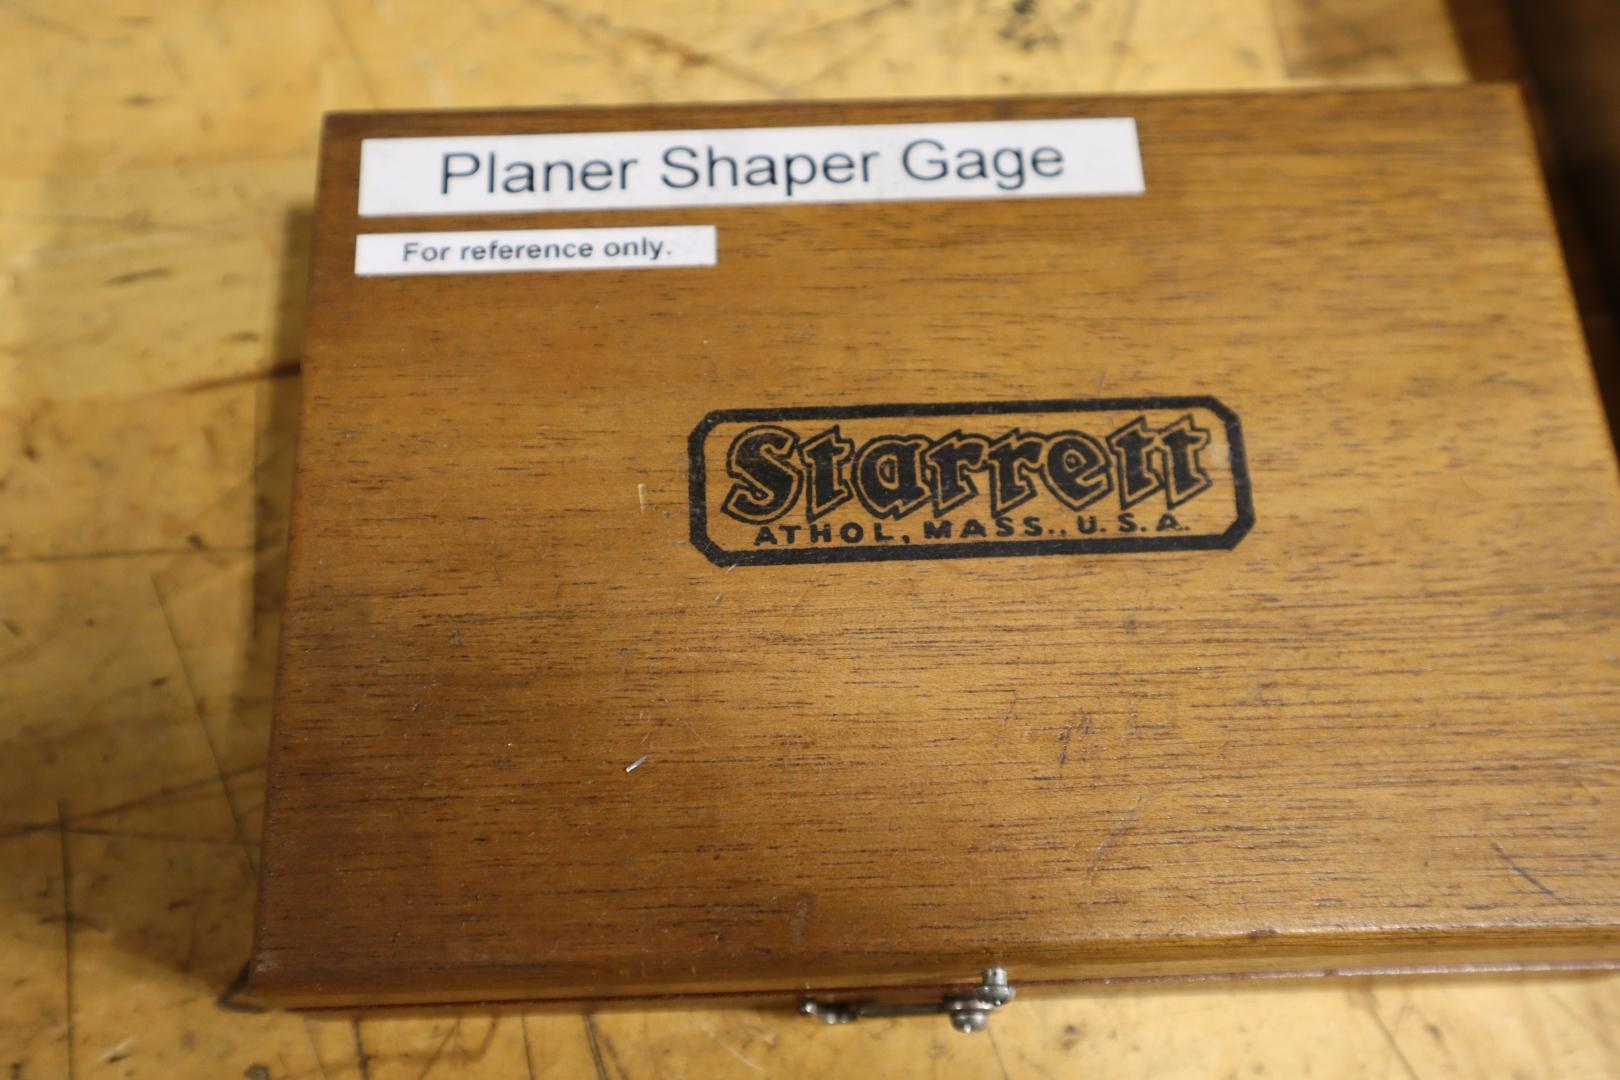 Planer Shaper Gage
For reference only.
Starrett
ATHOL, MASS., U.S.A.